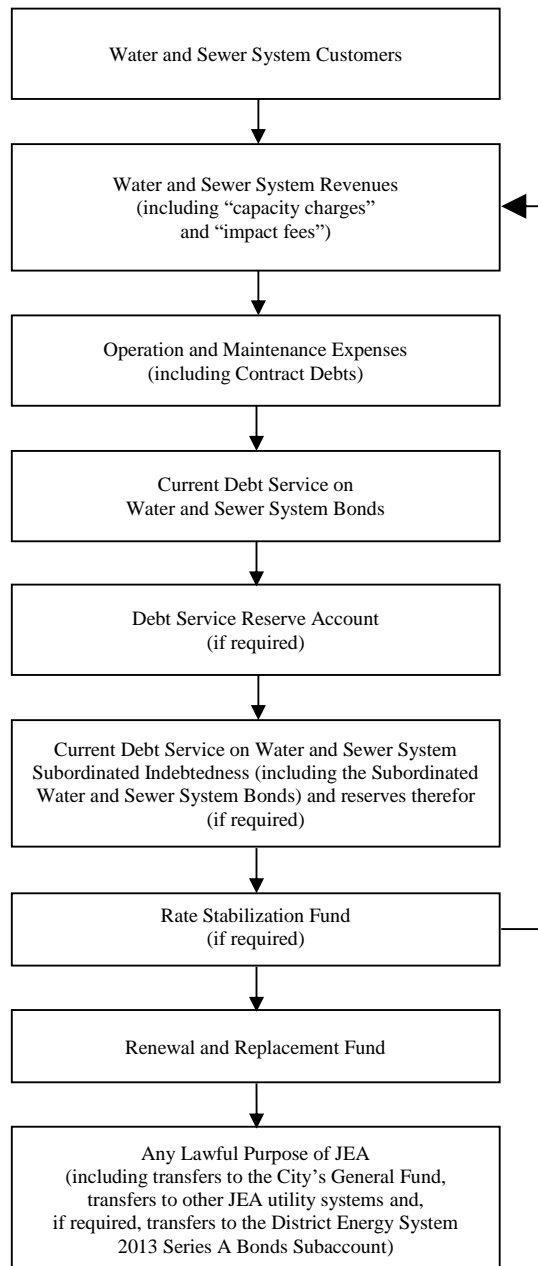 Water and Sewer System Customers
Water and Sewer System Revenues
(including “capacity charges”
and “impact fees”)
Operation and Maintenance Expenses
(including Contract Debts)
Current Debt Service on
Water and Sewer System Bonds
Debt Service Reserve Account
(if required)
Current Debt Service on Water and Sewer System
Subordinated Indebtedness (including the Subordinated
Water and Sewer System Bonds) and reserves therefor
(if required)
Rate Stabilization Fund
(if required)
Renewal and Replacement Fund
Any Lawful Purpose of JEA
(including transfers to the City’s General Fund,
transfers to other JEA utility systems and,
if required, transfers to the District Energy System
2013 Series A Bonds Subaccount)